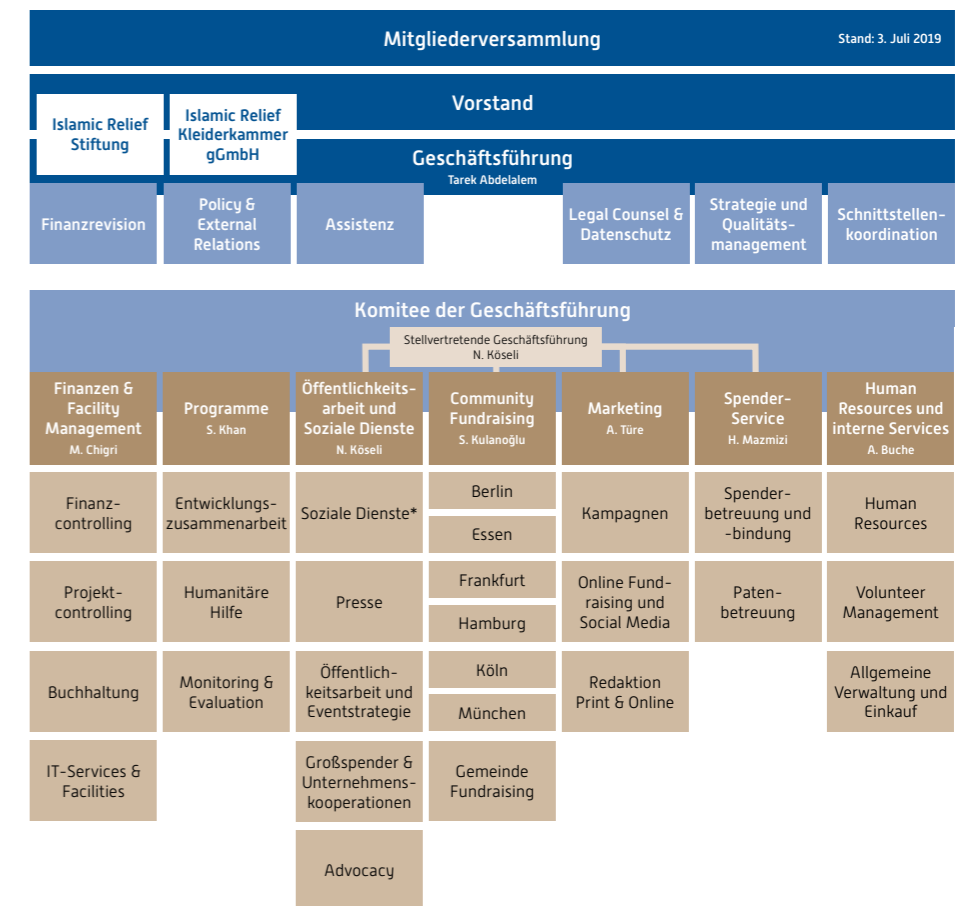 Mitgliederversammlung
Stand: 3. Juli 2019
Vorstand
Islamic Relief
Stiftung
Islamic Relief
Kleiderkammer
gGmbH
Geschäftsführung
Tarek Abdelalem
Finanzrevision
Policy &
External
Relations
Assistenz
Legal Counsel &
Datenschutz
Strategie und
Qualitäts-
management
Schnittstellen-
koordination
Komitee der Geschäftsführung
Stellvertretende Geschäftsführung
N. Köseli
Finanzen &
Facility
Management
M. Chigri
Programme
S. Khan
Öffentlichkeits-
arbeit und
Soziale Dienste
N. Köseli
Community
Fundraising
S. Kulanoğlu
Marketing
A. Türe
Spender-
Service
H. Mazmizi
Human
Resources und
interne Services
A. Buche
Finanz-
controlling
Entwicklungs-
zusammenarbeit
Soziale Dienste*
Berlin
Essen
Kampagnen
Spender-
betreuung und
-bindung
Human
Resources
Projekt-
controlling
Humanitäre
Hilfe
Presse
Frankfurt
Hamburg
Online Fund-
raising und
Social Media
Paten-
betreuung
Volunteer
Management
Buchhaltung
Monitoring &
Evaluation
Öffentlich-
keitsarbeit und
Eventstrategie
Köln
München
Redaktion
Print & Online
Allgemeine
Verwaltung und
Einkauf
IT-Services &
Facilities
Großspender &
Unternehmens-
kooperationen
Gemeinde
Fundraising
Advocacy